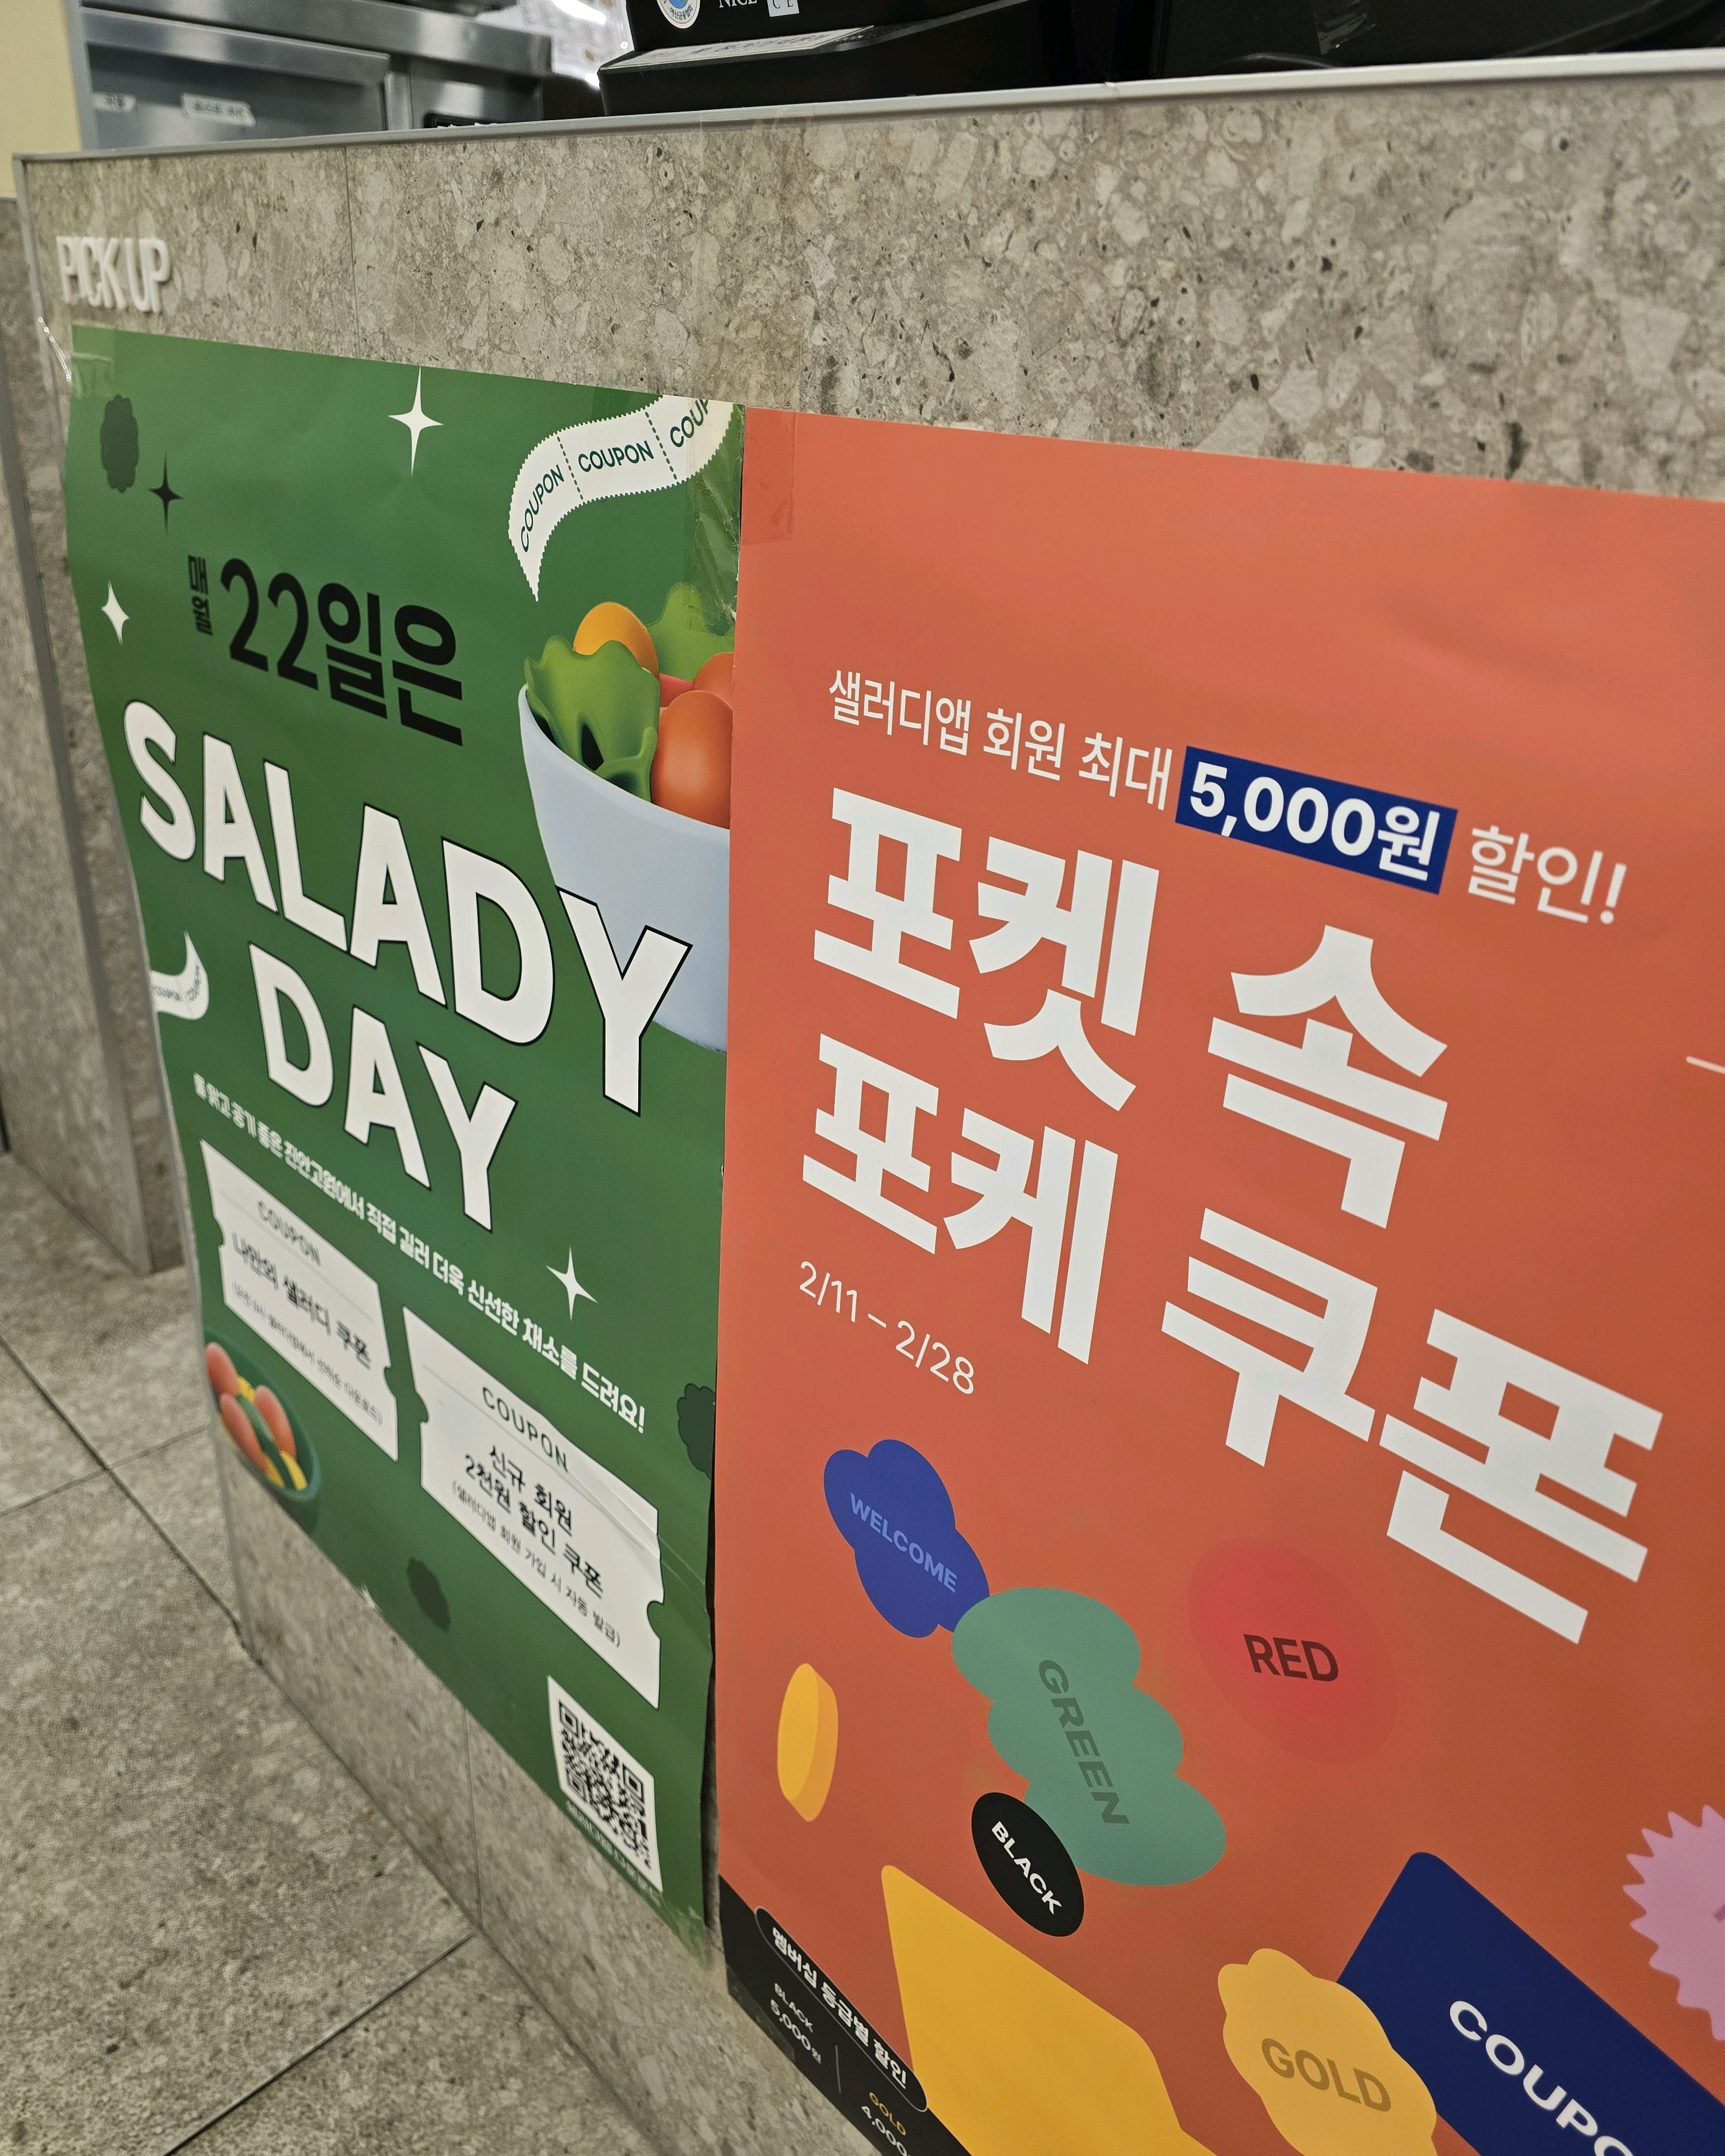 NICE
PICK UP
COUPON COUPON COUP
매월 22일은
SALADY
DAY
물 맑고 공기 좋은 진안고원에서 직접 길러 더욱 신선한 채소를 드려요!
COUPON
나만의 샐러디 쿠폰
COUPON
신규 회원
2천원 할인 쿠폰
(샐러디앱 회원 가입 시 자동 발급)
샐러디앱 회원 최대 5,000원 할인!
포켓 속
포케 쿠폰
2/11 – 2/28
WELCOME
GREEN
RED
BLACK
GOLD
COUPO
멤버십 등급별 할인
BLACK
5,000원
GOLD
4,000